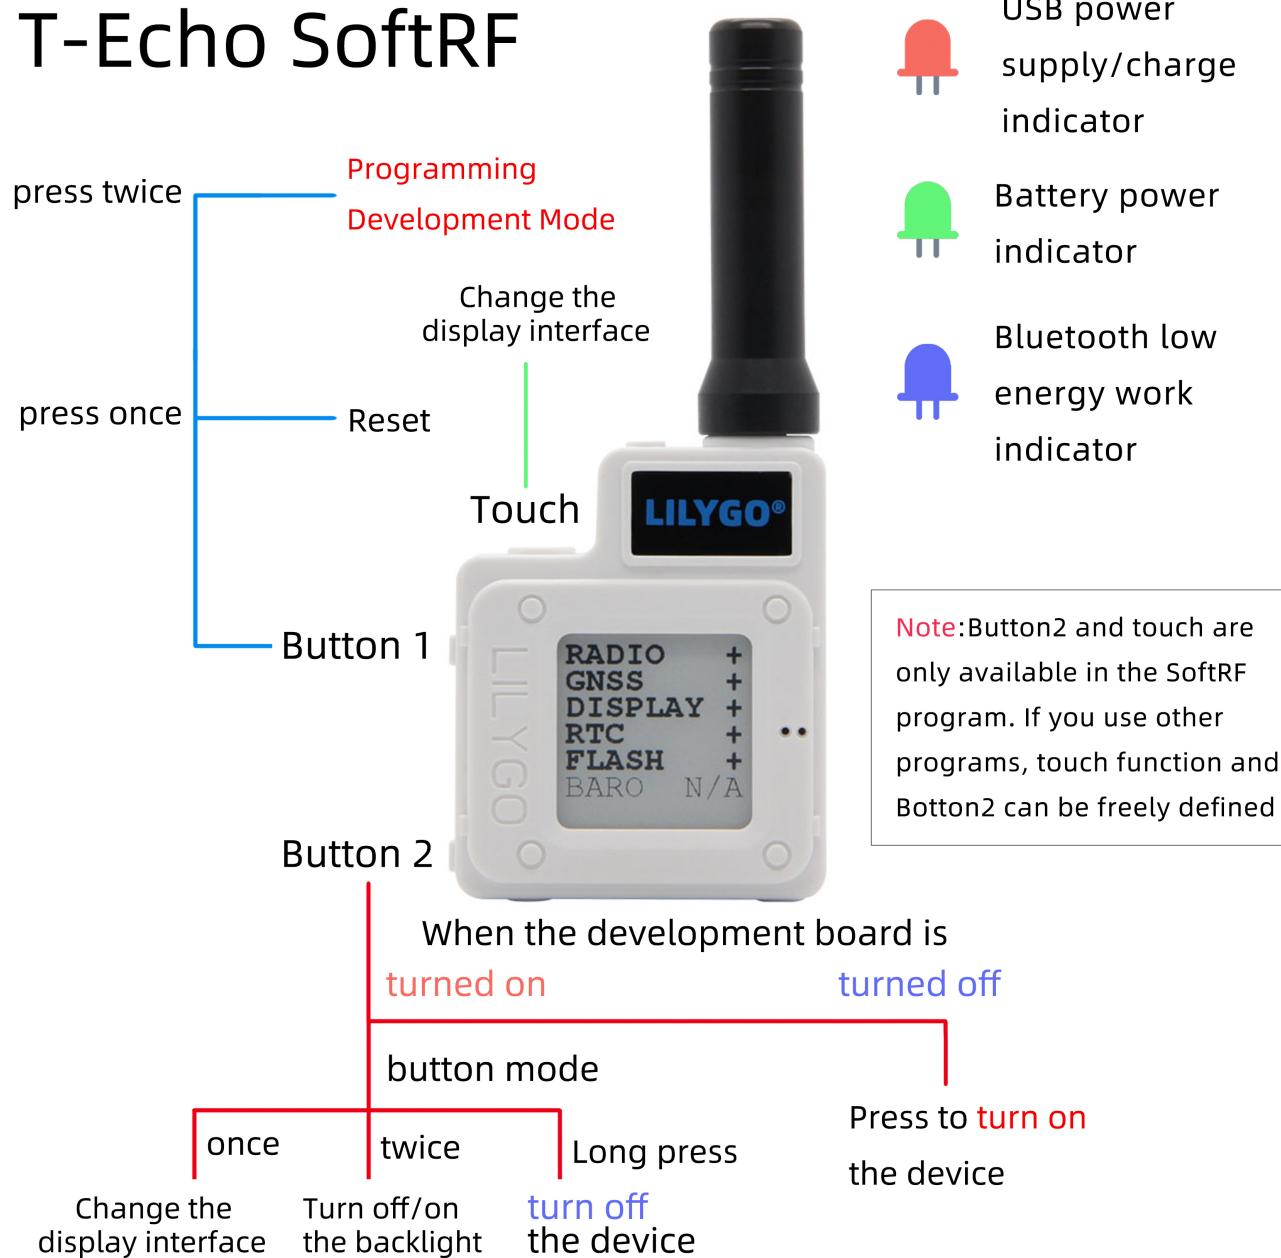 T-Echo SoftRF
USB power
supply/charge
indicator
Battery power
indicator
Bluetooth low
energy work
indicator
press twice
Programming
Development Mode
Change the
display interface
press once
Reset
Touch
LILYGO®
Button 1
LILYGO
RADIO +
GNSS +
DISPLAY +
RTC +
FLASH +
BARO N/A
Note:Button2 and touch are
only available in the SoftRF
program. If you use other
programs, touch function and
Botton2 can be freely defined
Button 2
When the development board is
turned on
turned off
button mode
once
twice
Long press
Press to turn on
the device
Change the
display interface
Turn off/on
the backlight
turn off
the device